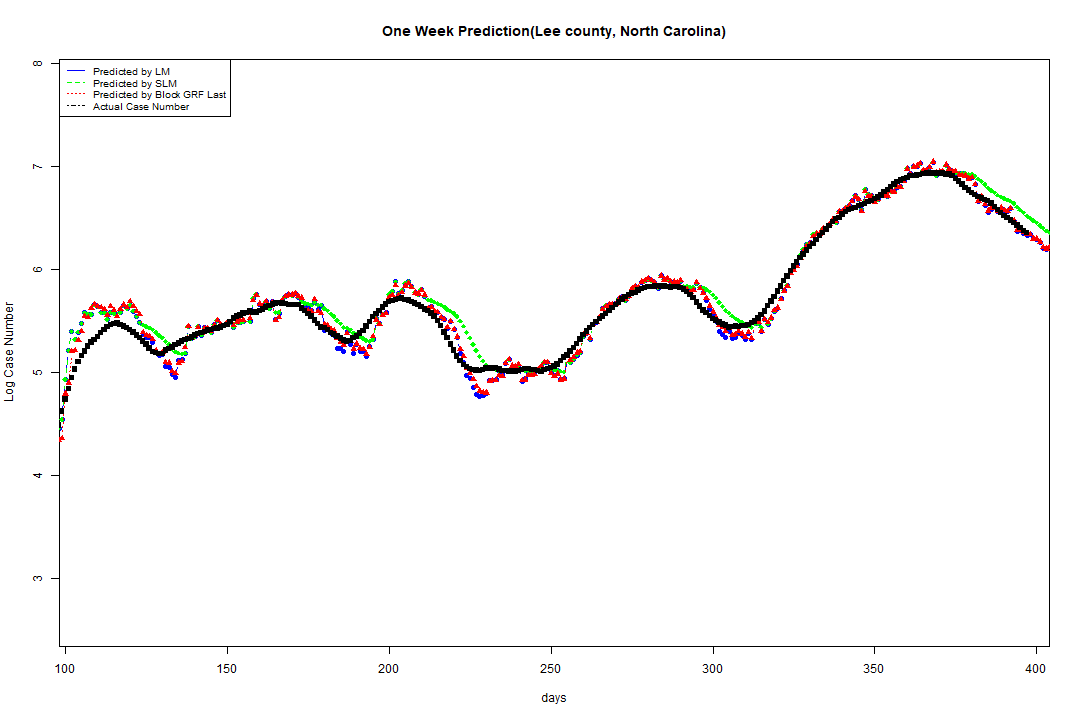 One Week Prediction(Lee county, North Carolina)
Predicted by LM
Predicted by SLM
Predicted by Block GRF Last
Actual Case Number
8
7
6
5
4
3
Log Case Number
100 150 200 250 300 350 400
days